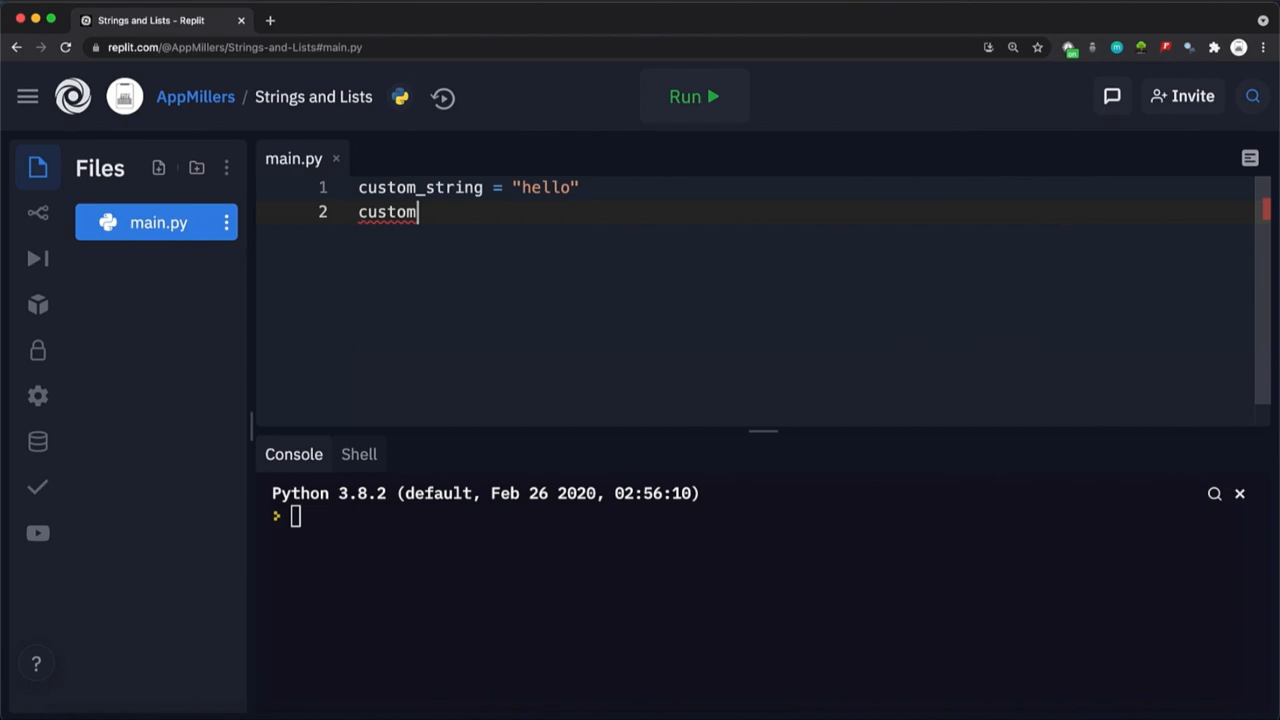 Strings and Lists - Replit
replit.com/@AppMillers/Strings-and-Lists#main.py
on
AppMillers / Strings and Lists
Run
Invite
Files
main.py
main.py
1 custom_string = "hello"
2 custom
Console
Shell
Python 3.8.2 (default, Feb 26 2020, 02:56:10)
?